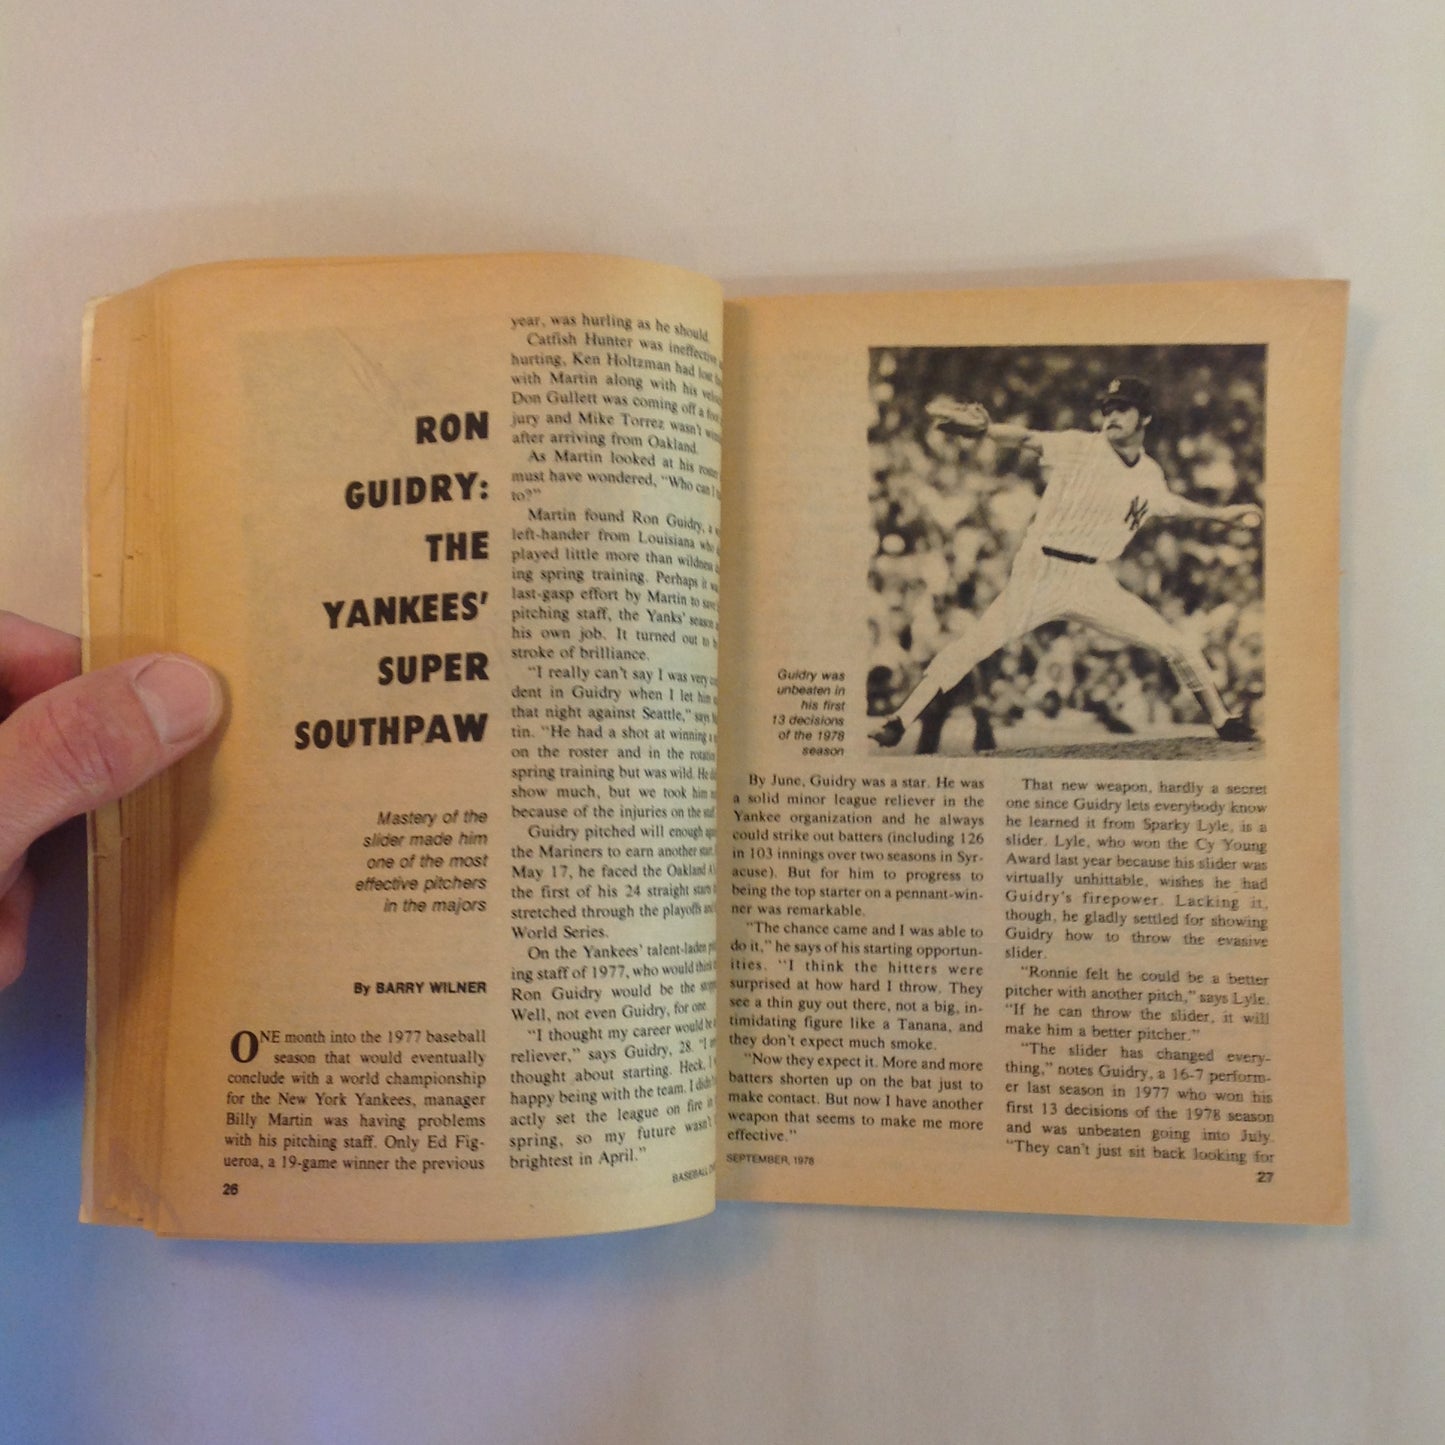 RON
GUIDRY:
THE
YANKEES'
SUPER
SOUTHPAW
Mastery of the
slider made him
one of the most
effective pitchers
in the majors
By BARRY WILNER
ONE month into the 1977 baseball
season that would eventually
conclude with a world championship
for the New York Yankees, manager
Billy Martin was having problems
with his pitching staff. Only Ed Fig-
ueroa, a 19-game winner the previous
26
year, was hurling as he should.
Catfish Hunter was ineffective
hurting, Ken Holtzman had lost
with Martin along with his
Don Gullett was coming off a
jury and Mike Torrez wasn't
after arriving from Oakland.
As Martin looked at his roster
must have wondered, "Who can I
to?"
Martin found Ron Guidry, a
left-hander from Louisiana who
played little more than wildness
ing spring training. Perhaps it
last-gasp effort by Martin to save
pitching staff, the Yanks' season
his own job. It turned out to
stroke of brilliance.
"I really can't say I was very
dent in Guidry when I let him
that night against Seattle," says
tin. "He had a shot at winning a
on the roster and in the rotation
spring training but was wild. He
show much, but we took him
because of the injuries on the
Guidry pitched will enough
the Mariners to earn another start.
May 17, he faced the Oakland
the first of his 24 straight starts
stretched through the playoffs and
World Series.
On the Yankees' talent-laden
ing staff of 1977, who would think
Ron Guidry would be the
Well, not even Guidry, for one.
"I thought my career would be
reliever," says Guidry, 28. "I
thought about starting. Heck, I
happy being with the team. I didn't
actly set the league on fire in
spring, so my future wasn't
brightest in April."
BASEBALL
Guidry was
unbeaten in
his first
13 decisions
of the 1978
season
By June, Guidry was a star. He was
a solid minor league reliever in the
Yankee organization and he always
could strike out batters (including 126
in 103 innings over two seasons in Syr-
acuse). But for him to progress to
being the top starter on a pennant-win-
ner was remarkable.
"The chance came and I was able to
do it," he says of his starting opportun-
ities. "I think the hitters were
surprised at how hard I throw. They
see a thin guy out there, not a big, in-
timidating figure like a Tanana, and
they don't expect much smoke.
"Now they expect it. More and more
batters shorten up on the bat just to
make contact. But now I have another
weapon that seems to make me more
effective."
SEPTEMBER, 1978
That new weapon, hardly a secret
one since Guidry lets everybody know
he learned it from Sparky Lyle, is a
slider. Lyle, who won the Cy Young
Award last year because his slider was
virtually unhittable, wishes he had
Guidry's firepower. Lacking it,
though, he gladly settled for showing
Guidry how to throw the evasive
slider.
"Ronnie felt he could be a better
pitcher with another pitch," says Lyle.
"If he can throw the slider, it will
make him a better pitcher."
"The slider has changed every-
thing," notes Guidry, a 16-7 perform-
er last season in 1977 who won his
first 13 decisions of the 1978 season
and was unbeaten going into July.
"They can't just sit back looking for
27
NY